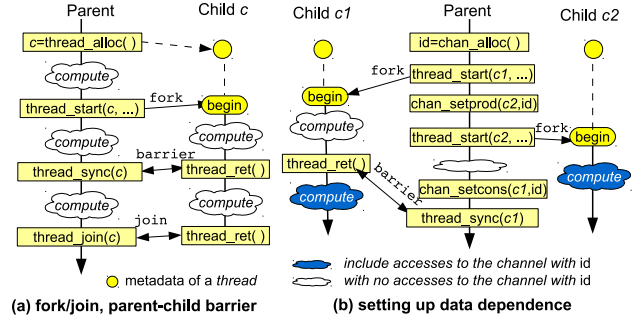 Parent
Child c
c=thread_alloc( )
compute
thread_start(c, ...)
fork
begin
compute
compute
thread_sync(c)
barrier
thread_ret( )
compute
compute
thread_join(c)
join
thread_ret( )
metadata of a thread
(a) fork/join, parent-child barrier
Child c1
Parent
Child c2
id=chan_alloc( )
fork
thread_start(c1, ...)
begin
chan_setprod(c2,id)
compute
thread_start(c2, ...)
fork
begin
thread_ret( )
barrier
compute
compute
chan_setcons(c1,id)
thread_sync(c1)
include accesses to the channel with id
with no accesses to the channel with id
(b) setting up data dependence